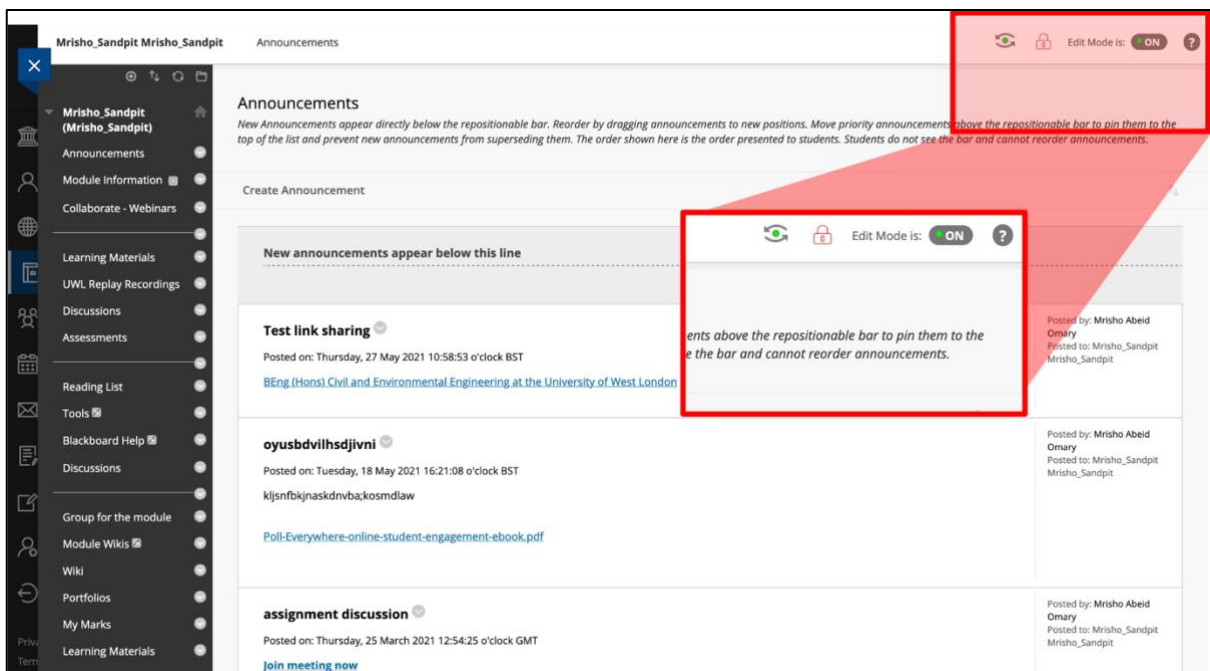 Mrisho_Sandpit Mrisho_Sandpit
Announcements
Edit Mode is:
ON
?
Mrisho_Sandpit
(Mrisho_Sandpit)
Announcements
Module Information
Collaborate - Webinars
Learning Materials
UWL Replay Recordings
Discussions
Assessments
Reading List
Tools
Blackboard Help
Discussions
Group for the module
Module Wikis
Wiki
Portfolios
My Marks
Learning Materials
Announcements
New Announcements appear directly below the repositionable bar. Reorder by dragging announcements to new positions. Move priority announcements above the repositionable bar to pin them to the
top of the list and prevent new announcements from superseding them. The order shown here is the order presented to students. Students do not see the bar and cannot reorder announcements.
Create Announcement
New announcements appear below this line
Edit Mode is:
ON
?
ents above the repositionable bar to pin them to the
e the bar and cannot reorder announcements.
Test link sharing
Posted on: Thursday, 27 May 2021 10:58:53 o'clock BST
BEng (Hons) Civil and Environmental Engineering at the University of West London
Posted by: Mrisho Abeid
Omary
Posted to: Mrisho_Sandpit
Mrisho_Sandpit
oyusbdvilhsdjivni
Posted on: Tuesday, 18 May 2021 16:21:08 o'clock BST
kljsnfbkjnaskdnvba;kosmdlaw
Poll-Everywhere-online-student-engagement-ebook.pdf
Posted by: Mrisho Abeid
Omary
Posted to: Mrisho_Sandpit
Mrisho_Sandpit
assignment discussion
Posted on: Thursday, 25 March 2021 12:54:25 o'clock GMT
Join meeting now
Posted by: Mrisho Abeid
Omary
Posted to: Mrisho_Sandpit
Mrisho_Sandpit
Priva
Term